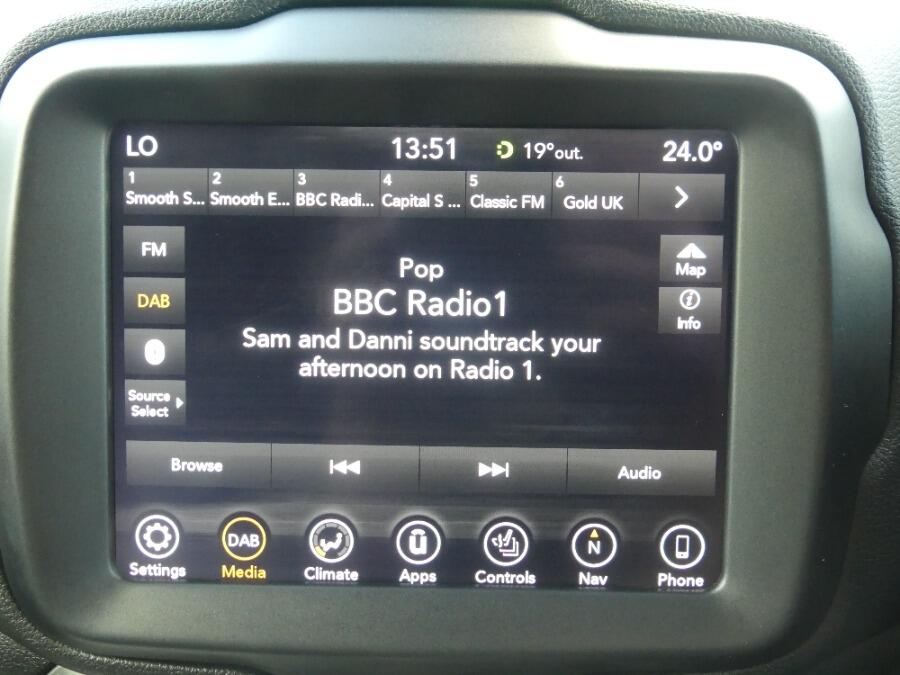 LO 13:51 19°out. 24.0°
1 2 3 4 5 6
Smooth S... Smooth E... BBC Radi... Capital S ... Classic FM Gold UK
FM
DAB
Source
Select
Pop
BBC Radio1
Sam and Danni soundtrack your
afternoon on Radio 1.
Map
i
Info
Browse Audio
DAB N
Settings Media Climate Apps Controls Nav Phone